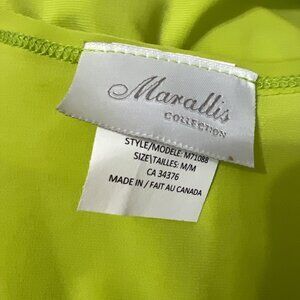 Marallis
COLLECTION
STYLE/MODELE: M71088
SIZE\TAILLES: M/M
CA 34376
MADE IN / FAIT AU CANADA